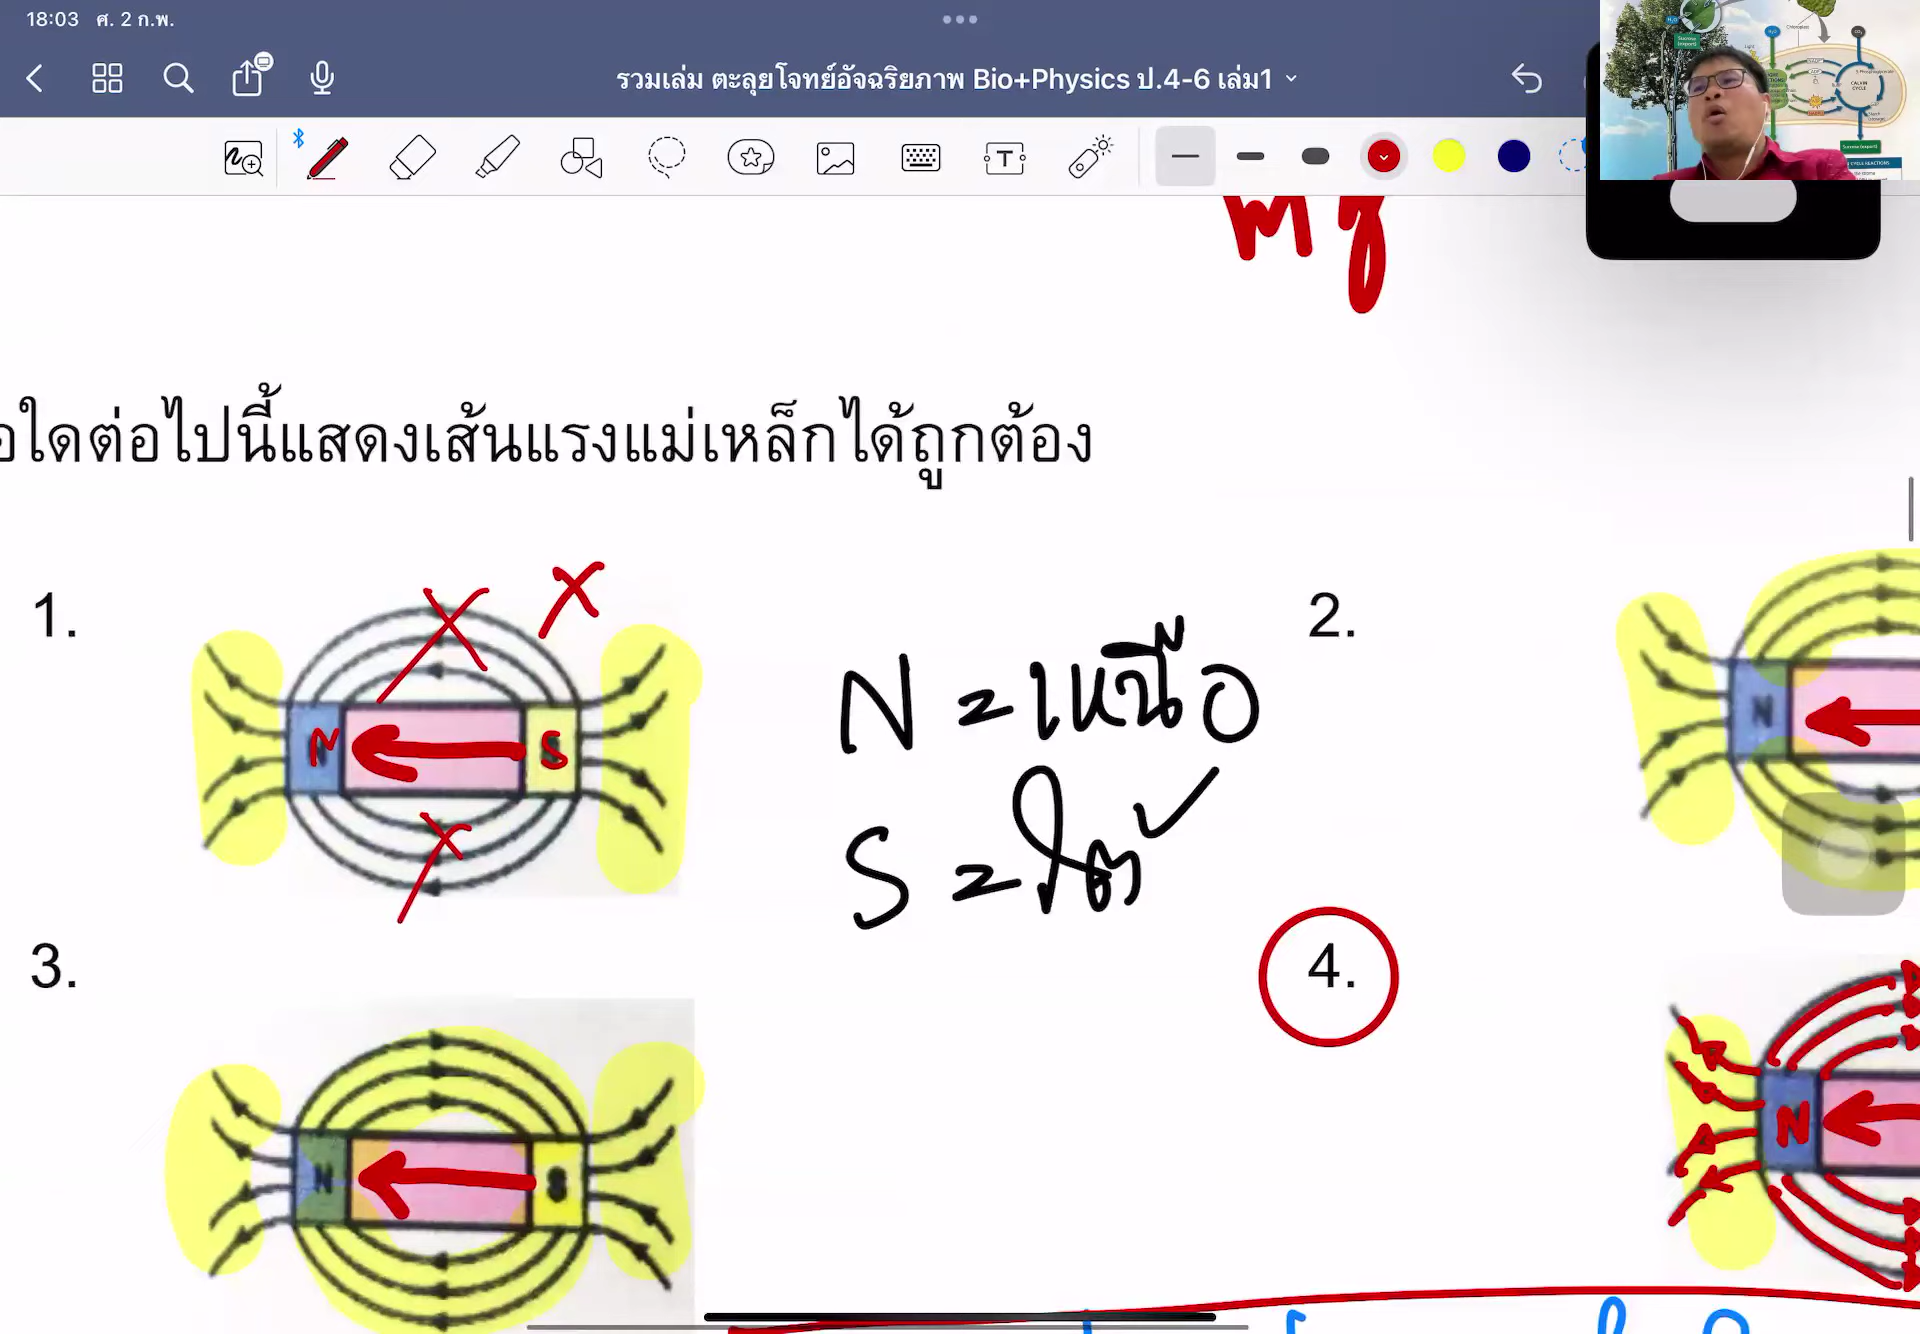 18:03 ศ. 2 ก.พ.
รวมเล่ม ตะลุยโจทย์อัจฉริยภาพ Bio+Physics ป.4-6 เล่ม1
T
Mg
อใดต่อไปนี้แสดงเส้นแรงแม่เหล็กได้ถูกต้อง
1.
N
S
N = เหนือ
S = ใต้
2.
N
3.
N
S
4.
N